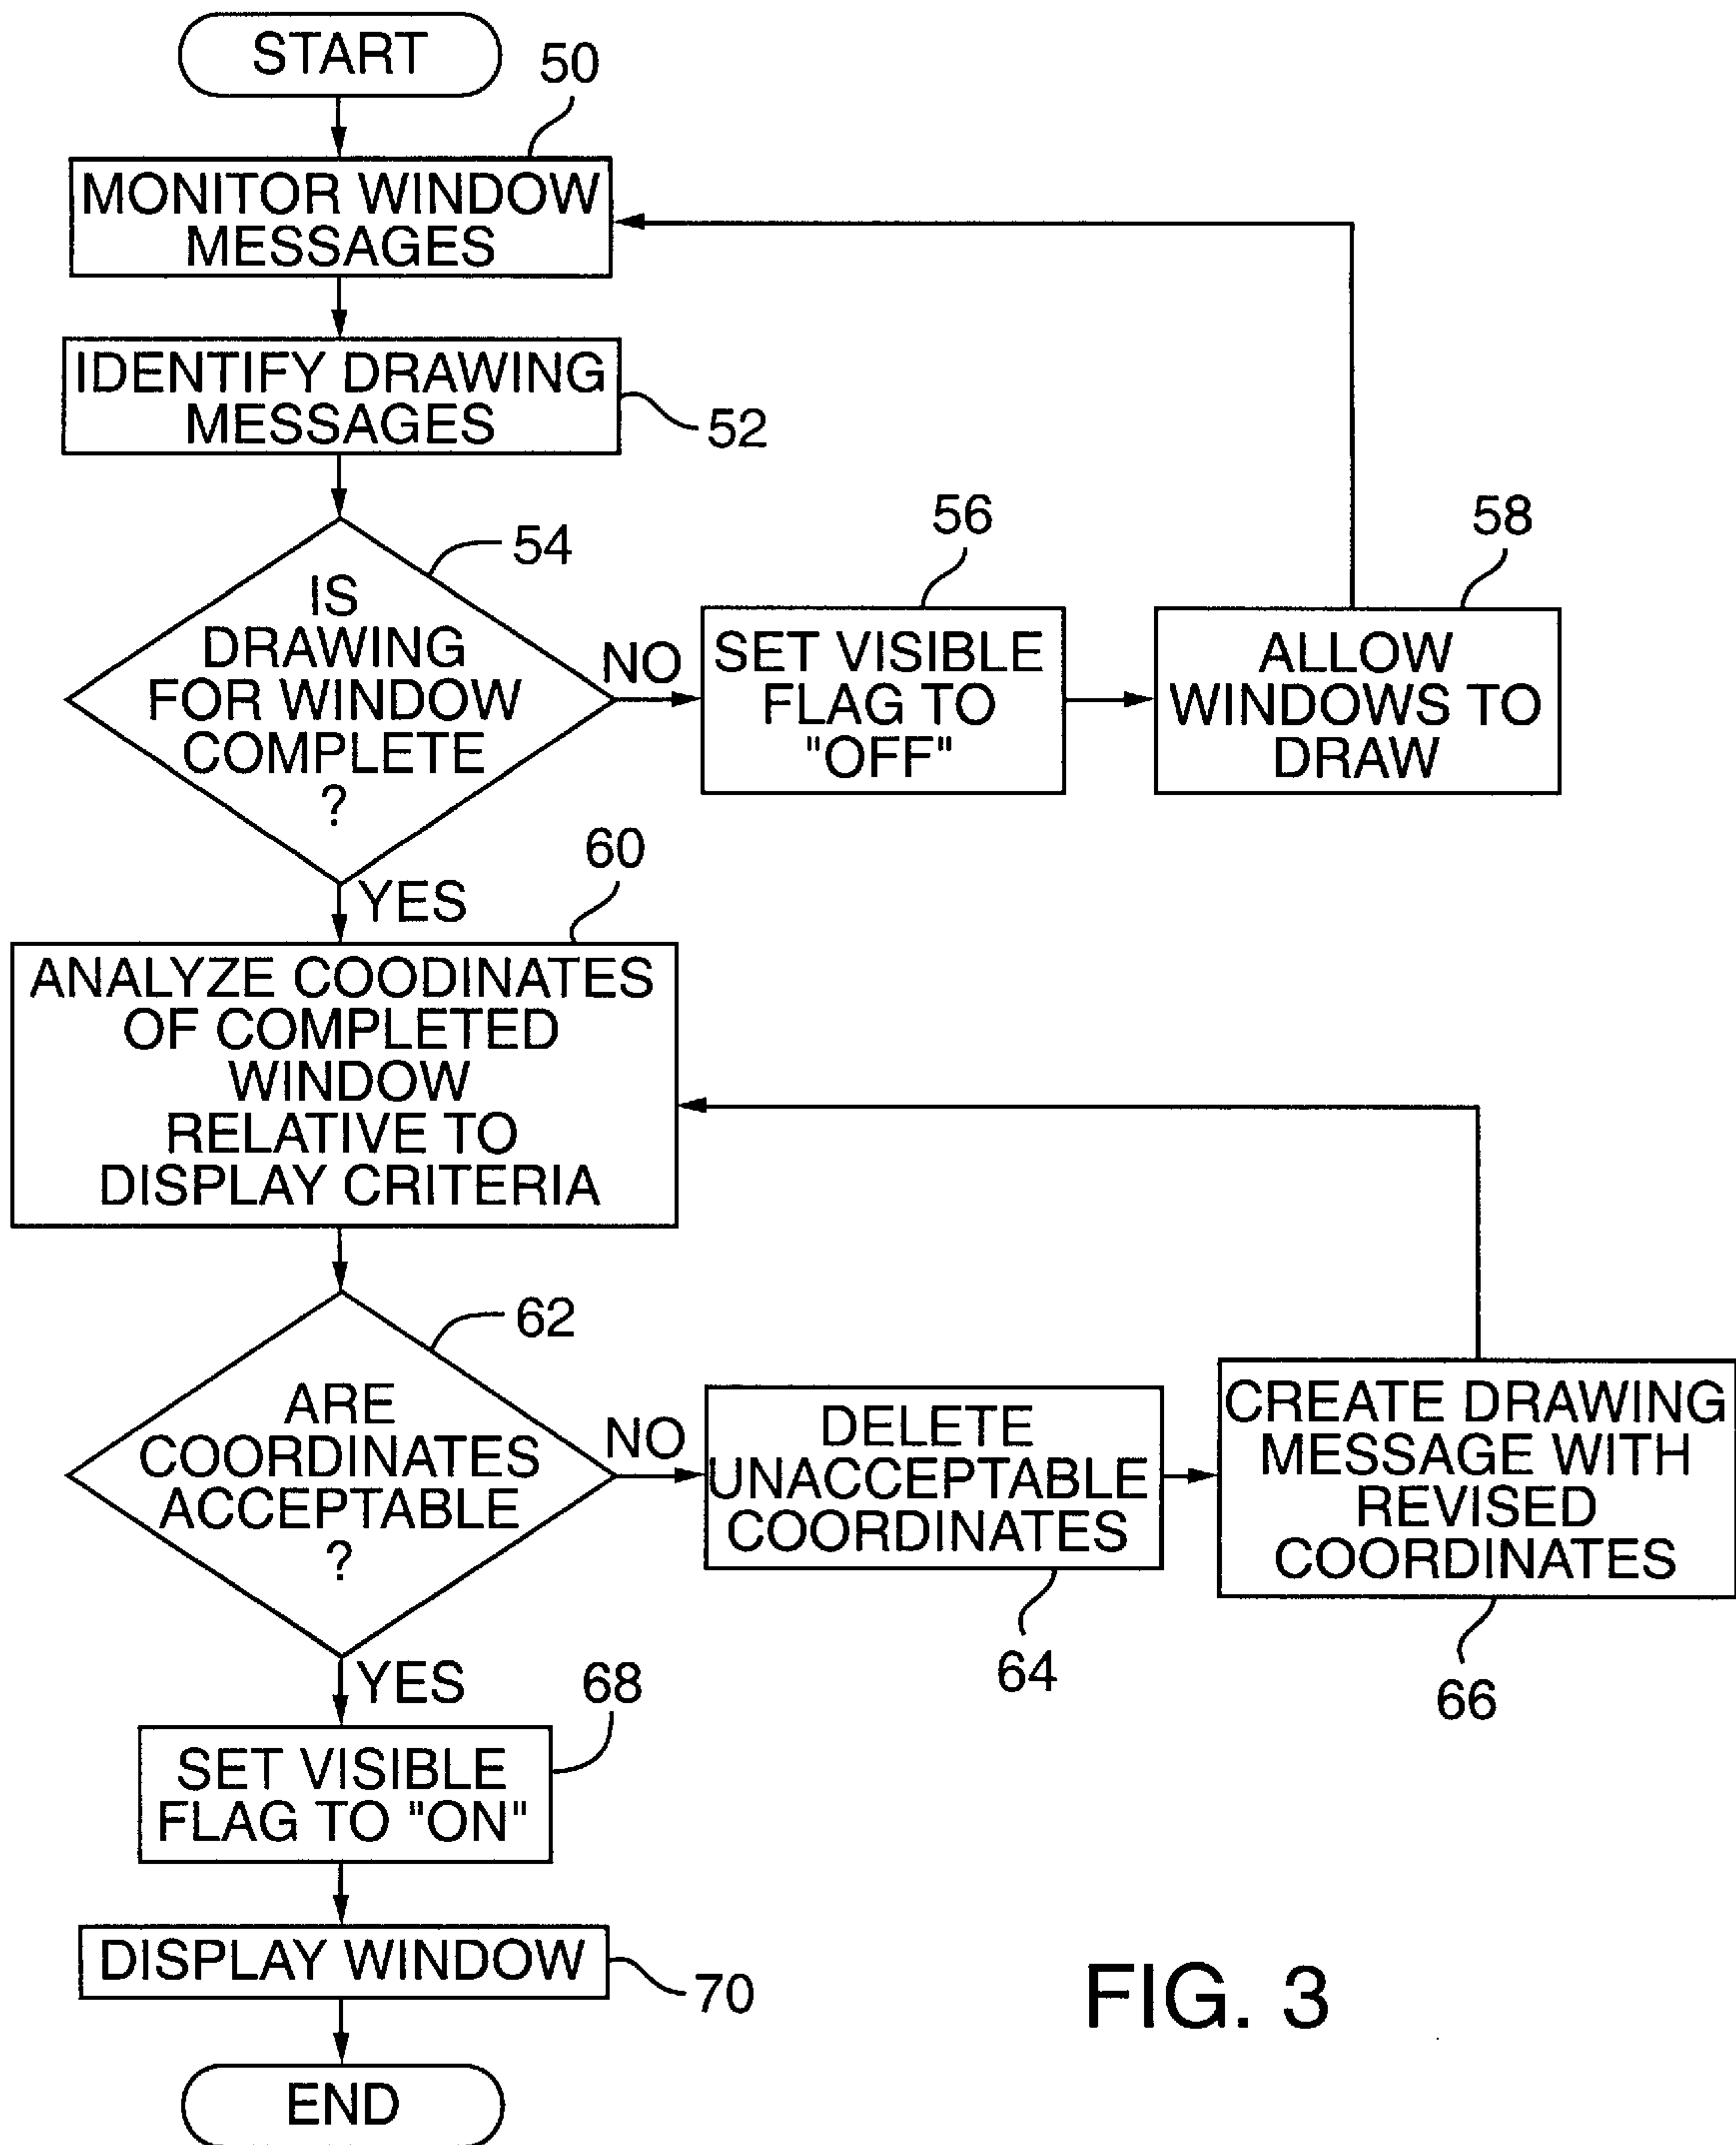 START
50
MONITOR WINDOW
MESSAGES
IDENTIFY DRAWING
MESSAGES
52
54
IS
DRAWING
FOR WINDOW
COMPLETE
?
NO
56
SET VISIBLE
FLAG TO
"OFF"
58
ALLOW
WINDOWS TO
DRAW
YES
60
ANALYZE COODINATES
OF COMPLETED
WINDOW
RELATIVE TO
DISPLAY CRITERIA
62
ARE
COORDINATES
ACCEPTABLE
?
NO
DELETE
UNACCEPTABLE
COORDINATES
64
CREATE DRAWING
MESSAGE WITH
REVISED
COORDINATES
66
YES
68
SET VISIBLE
FLAG TO "ON"
DISPLAY WINDOW
70
END
FIG. 3